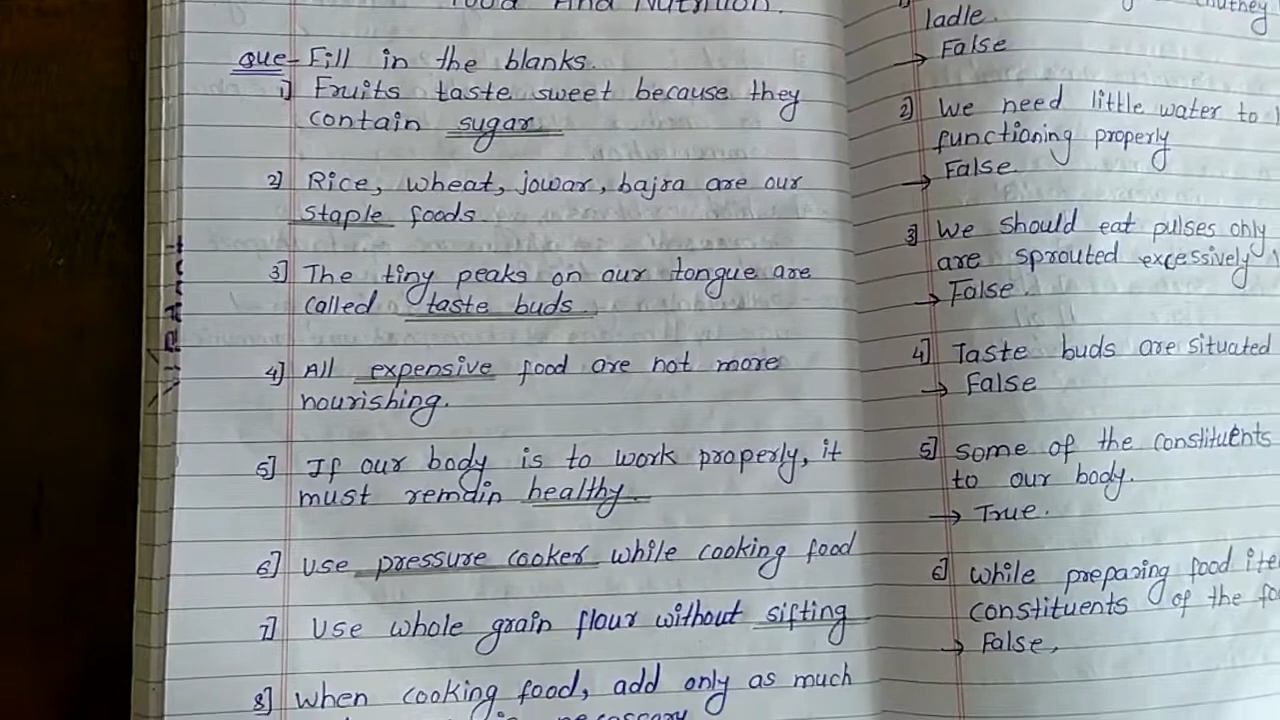 Food And Nutrition.
Que- Fill in the blanks.
1] Fruits taste sweet because they
contain sugar
2] Rice, wheat, jowar, bajra are our
staple foods.
3] The tiny peaks on our tongue are
called taste buds.
4] All expensive food are not more
nourishing.
5] If our body is to work properly, it
must remain healthy.
6] Use pressure cooker while cooking food
7] Use whole grain flour without sifting
8] When cooking food, add only as much
necessary
ladle.
→ False
2] We need little water to
functioning properly
→ False.
3] We should eat pulses only
are sprouted excessively
→ False.
4] Taste buds are situated
→ False
5] Some of the constituents
to our body.
→ True.
6] while preparing food
constituents of the
→ False,